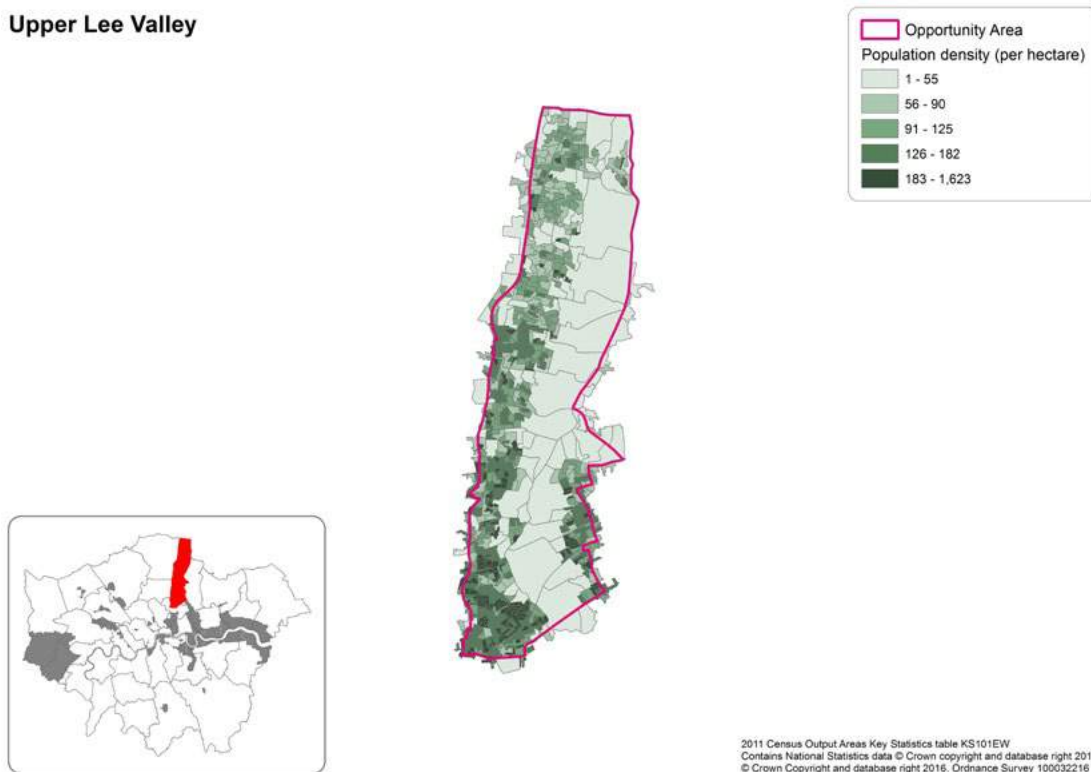 Upper Lee Valley
Opportunity Area
Population density (per hectare)
1 - 55
56 - 90
91 - 125
126 - 182
183 - 1,623
2011 Census Output Areas Key Statistics table KS101EW
Contains National Statistics data © Crown copyright and database right 201
© Crown Copyright and database right 2016. Ordnance Survey 100032216